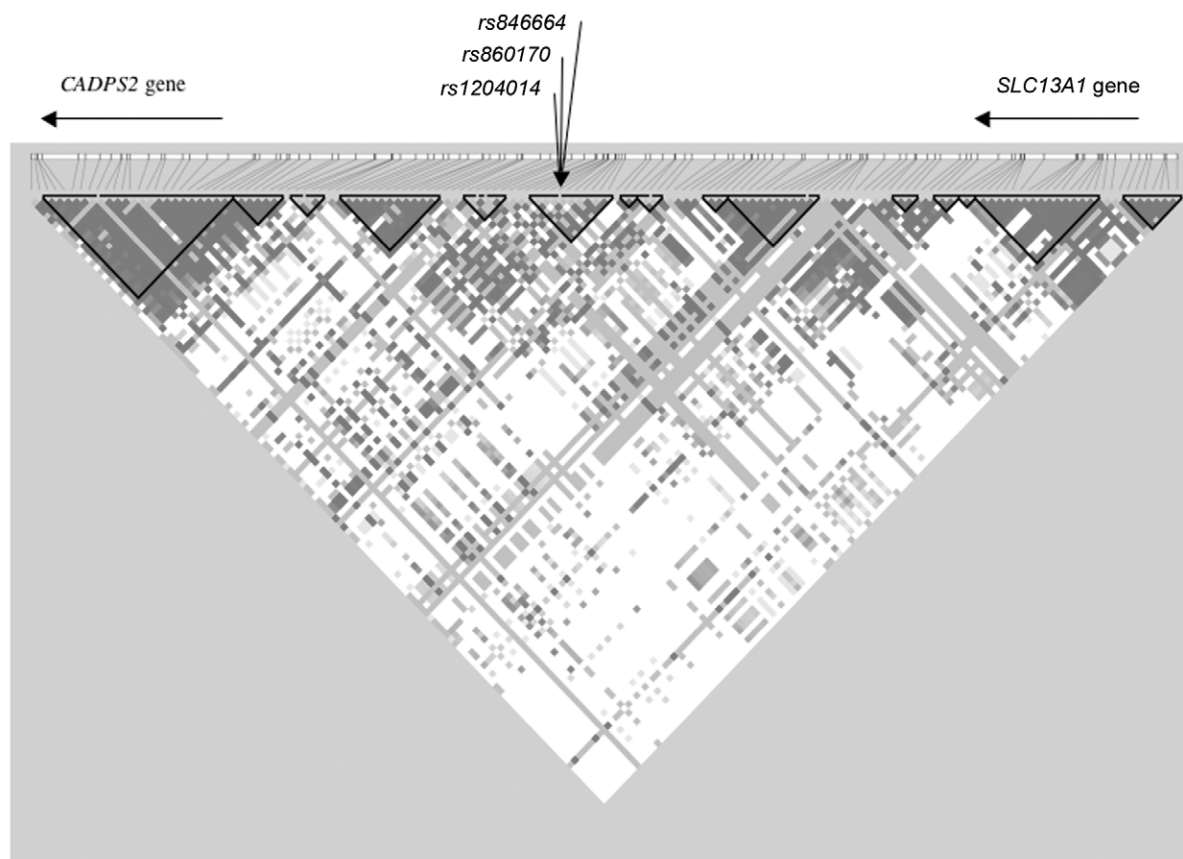 rs846664
rs860170
rs1204014
CADPS2 gene
SLC13A1 gene